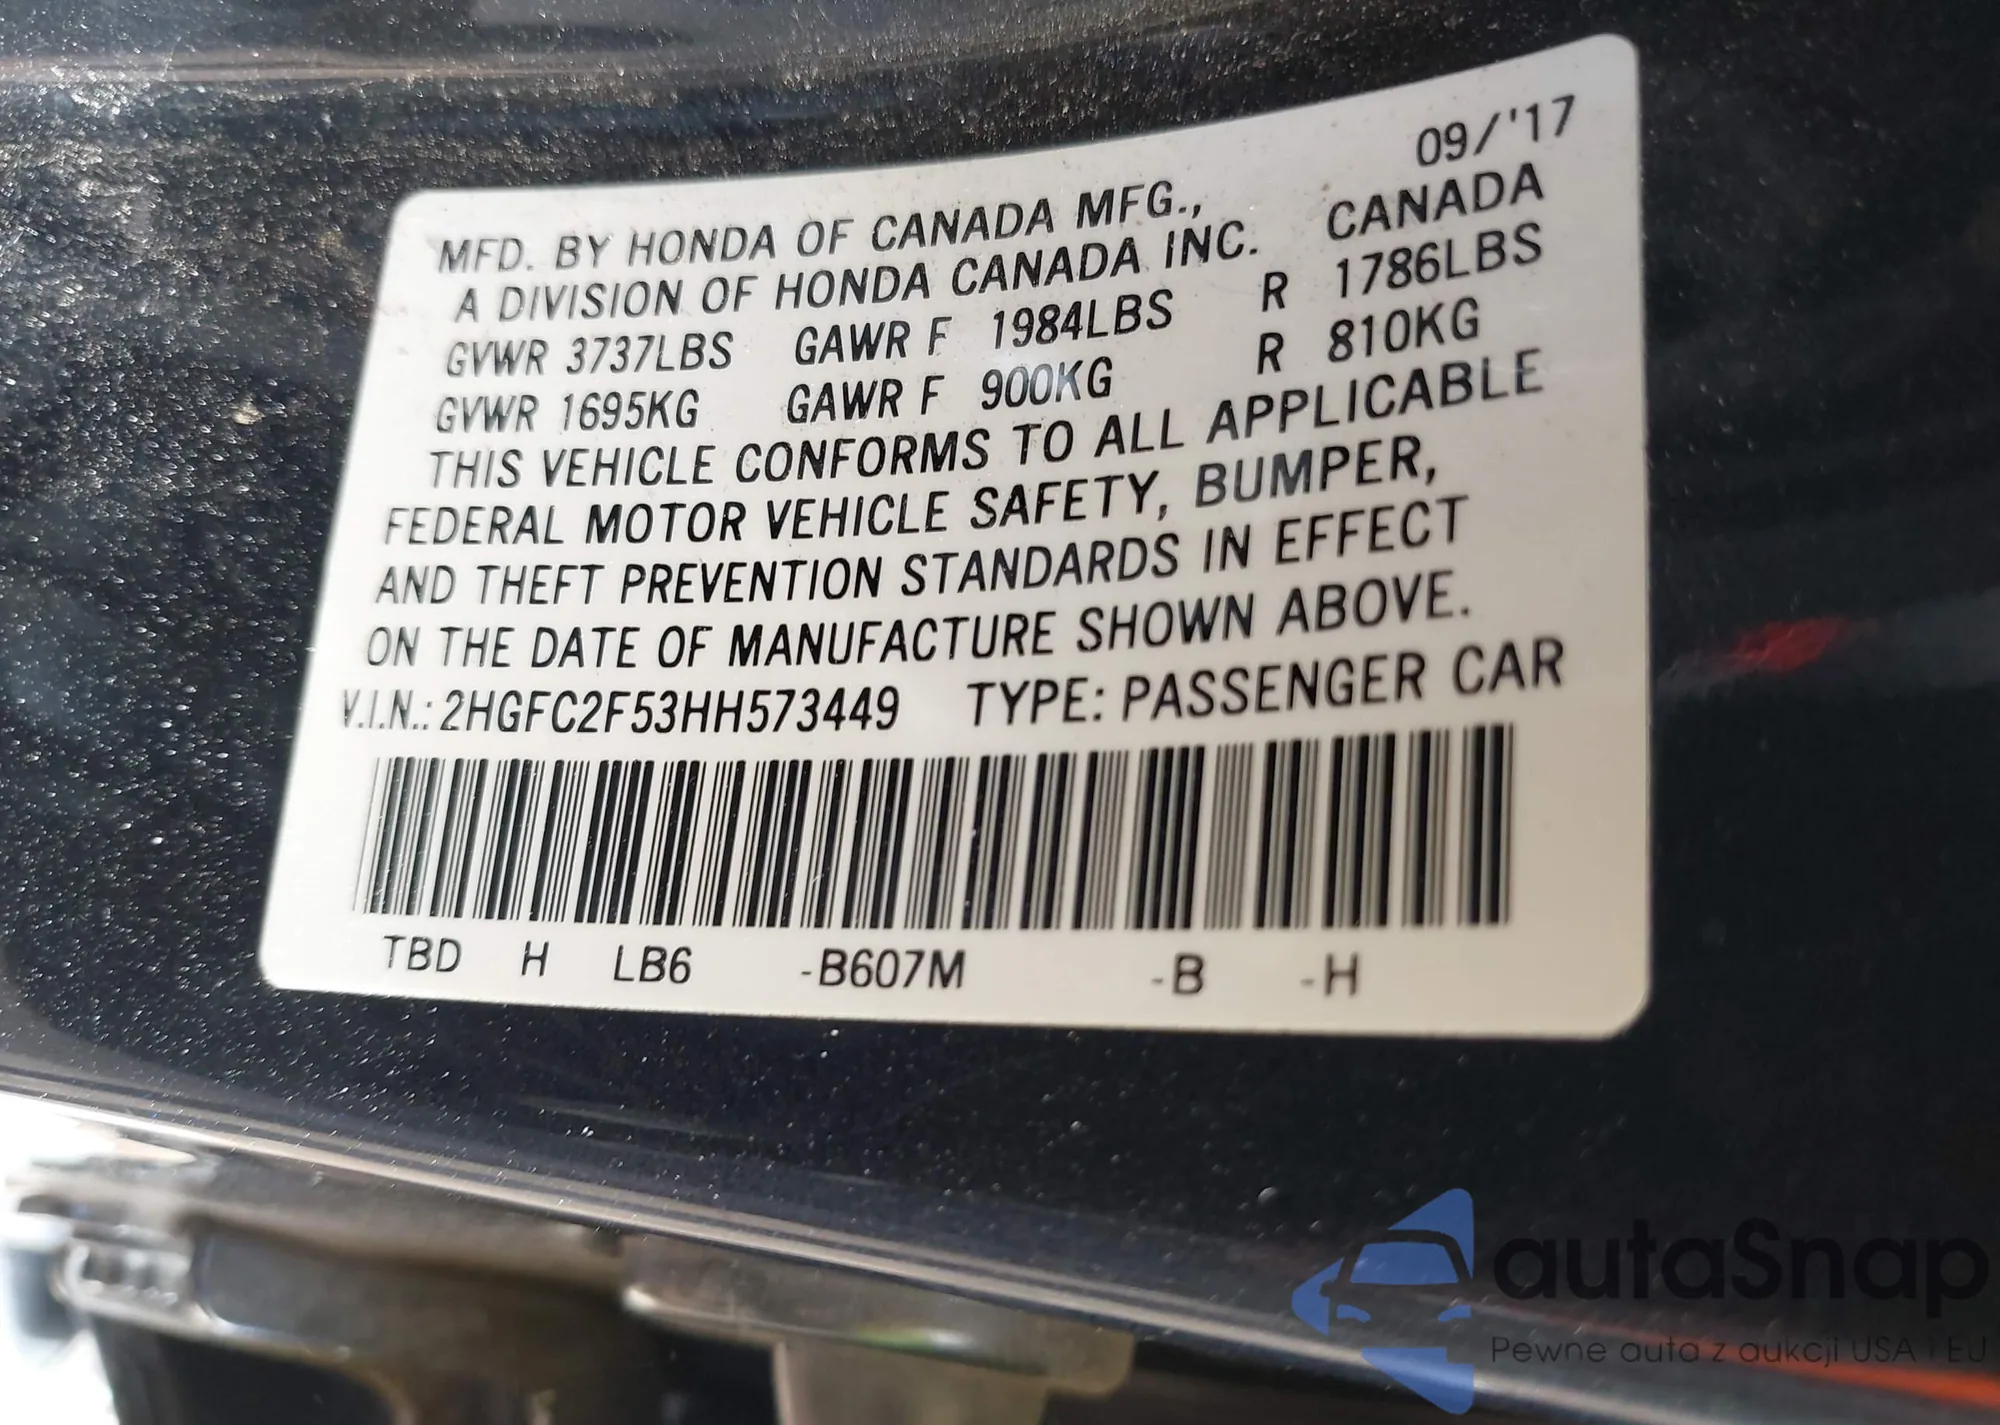 09/'17
MFD. BY HONDA OF CANADA MFG., CANADA
A DIVISION OF HONDA CANADA INC.
GVWR 3737LBS GAWR F 1984LBS R 1786LBS
GVWR 1695KG GAWR F 900KG R 810KG
THIS VEHICLE CONFORMS TO ALL APPLICABLE
FEDERAL MOTOR VEHICLE SAFETY, BUMPER,
AND THEFT PREVENTION STANDARDS IN EFFECT
ON THE DATE OF MANUFACTURE SHOWN ABOVE.
V.I.N.: 2HGFC2F53HH573449 TYPE: PASSENGER CAR
TBD H LB6 -B607M -B -H
autaSnap
Pewne auta z aukcji USA i EU